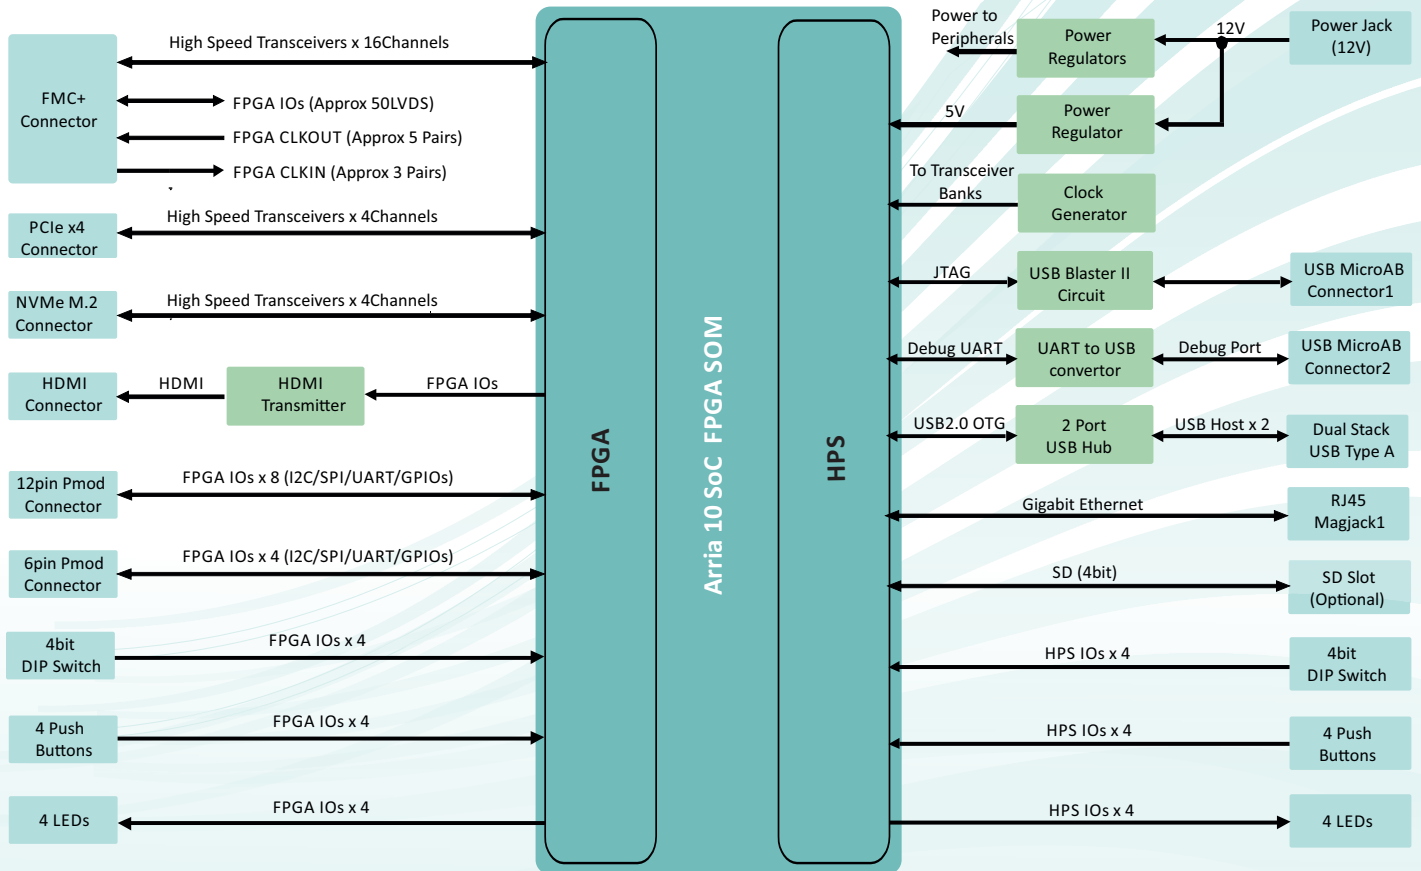 High Speed Transceivers x 16Channels
FMC+
Connector
FPGA IOs (Approx 50LVDS)
FPGA CLKOUT (Approx 5 Pairs)
FPGA CLKIN (Approx 3 Pairs)
PCIe x4
Connector
High Speed Transceivers x 4Channels
NVMe M.2
Connector
High Speed Transceivers x 4Channels
HDMI
Connector
HDMI
HDMI
Transmitter
FPGA IOs
12pin Pmod
Connector
FPGA IOs x 8 (I2C/SPI/UART/GPIOs)
6pin Pmod
Connector
FPGA IOs x 4 (I2C/SPI/UART/GPIOs)
4bit
DIP Switch
FPGA IOs x 4
4 Push
Buttons
FPGA IOs x 4
4 LEDs
FPGA IOs x 4
FPGA
Arria 10 SoC FPGA SOM
HPS
Power to
Peripherals
Power
Regulators
12V
Power Jack
(12V)
5V
Power
Regulator
To Transceiver
Banks
Clock
Generator
JTAG
USB Blaster II
Circuit
USB MicroAB
Connector1
Debug UART
UART to USB
convertor
Debug Port
USB MicroAB
Connector2
USB2.0 OTG
2 Port
USB Hub
USB Host x 2
Dual Stack
USB Type A
Gigabit Ethernet
RJ45
Magjack1
SD (4bit)
SD Slot
(Optional)
HPS IOs x 4
4bit
DIP Switch
HPS IOs x 4
4 Push
Buttons
HPS IOs x 4
4 LEDs